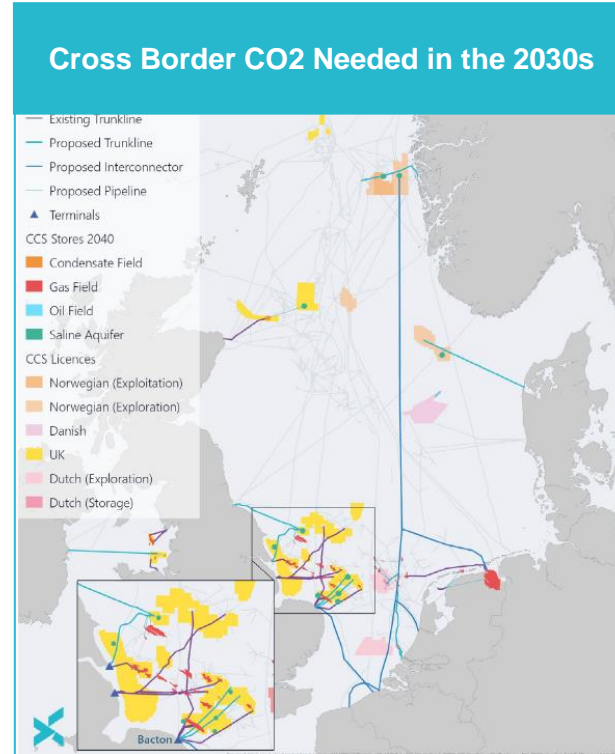 Cross Border CO2 Needed in the 2030s
Existing Trunkline
Proposed Trunkline
Proposed Interconnector
Proposed Pipeline
Terminals
CCS Stores 2040
Condensate Field
Gas Field
Oil Field
Saline Aquifer
CCS Licences
Norwegian (Exploitation)
Norwegian (Exploration)
Danish
UK
Dutch (Exploration)
Dutch (Storage)
Bacton